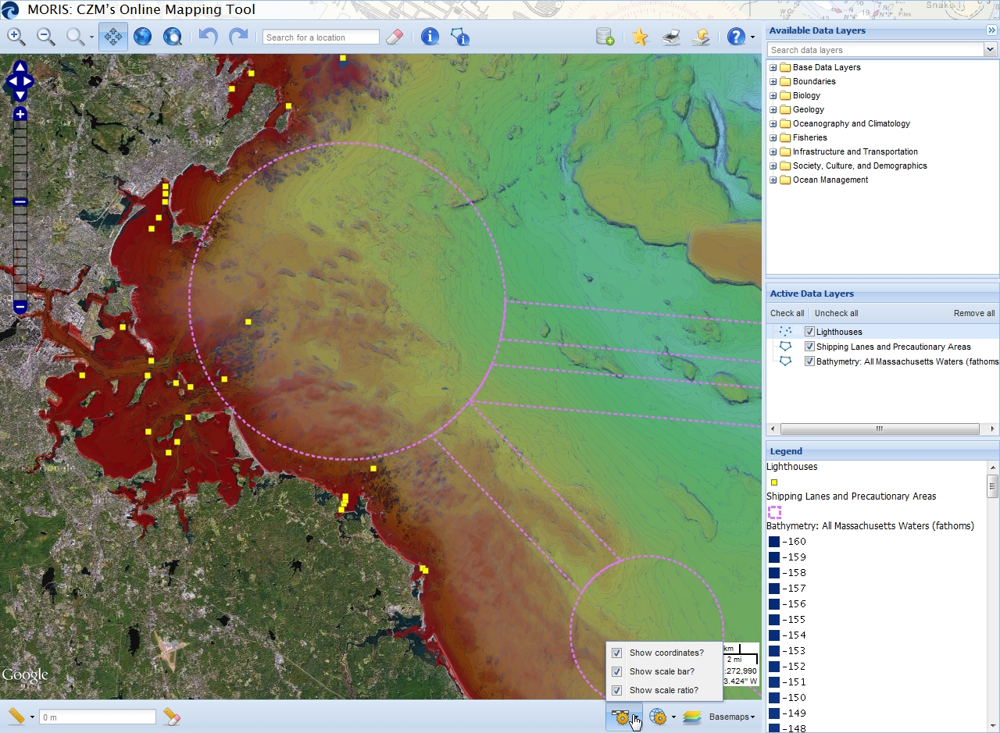 MORIS: CZM's Online Mapping Tool
Snake I
Piles
19
Search for a location
Available Data Layers
Search data layers
Base Data Layers
Boundaries
Biology
Geology
Oceanography and Climatology
Fisheries
Infrastructure and Transportation
Society, Culture, and Demographics
Ocean Management
Active Data Layers
Check all
Uncheck all
Remove all
Lighthouses
Shipping Lanes and Precautionary Areas
Bathymetry: All Massachusetts Waters (fathoms
Legend
Lighthouses
Shipping Lanes and Precautionary Areas
Bathymetry: All Massachusetts Waters (fathoms)
-160
-159
-158
-157
-156
-155
-154
-153
-152
-151
-150
-149
-148
Show coordinates?
Show scale bar?
Show scale ratio?
km
2 mi
:272,990
3.424" W
Google
0 m
Basemaps